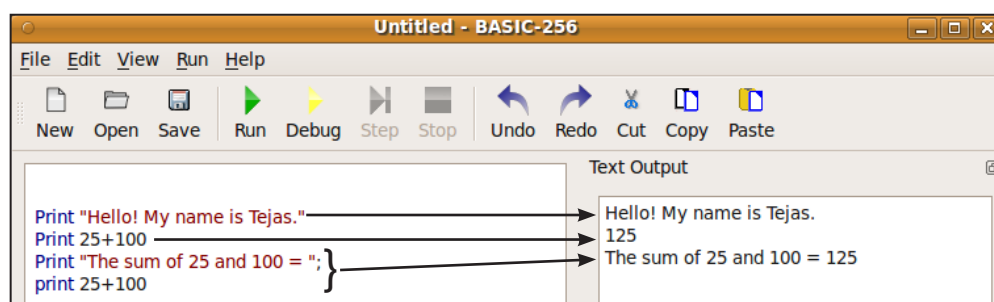 Untitled - BASIC-256
File Edit View Run Help
New Open Save Run Debug Step Stop Undo Redo Cut Copy Paste
Text Output
Print "Hello! My name is Tejas."
Print 25+100
Print "The sum of 25 and 100 = ";
print 25+100
Hello! My name is Tejas.
125
The sum of 25 and 100 = 125